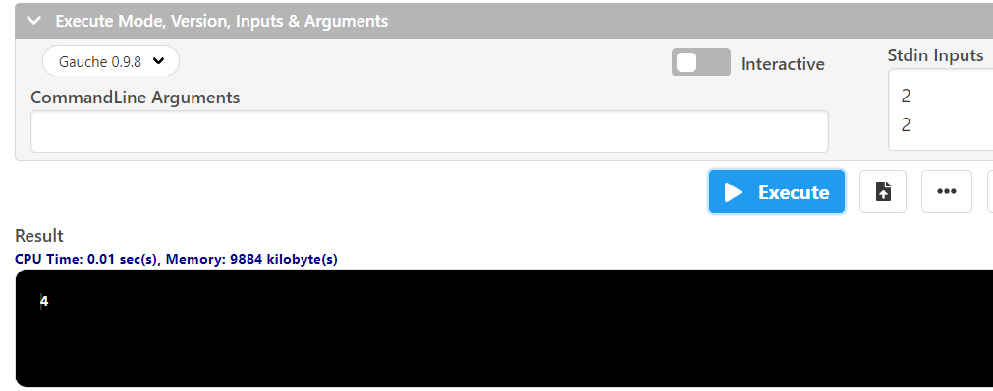 Execute Mode, Version, Inputs & Arguments
Gauche 0.9.8
Interactive
Stdin Inputs
CommandLine Arguments
2
2
Execute
Result
CPU Time: 0.01 sec(s), Memory: 9884 kilobyte(s)
4